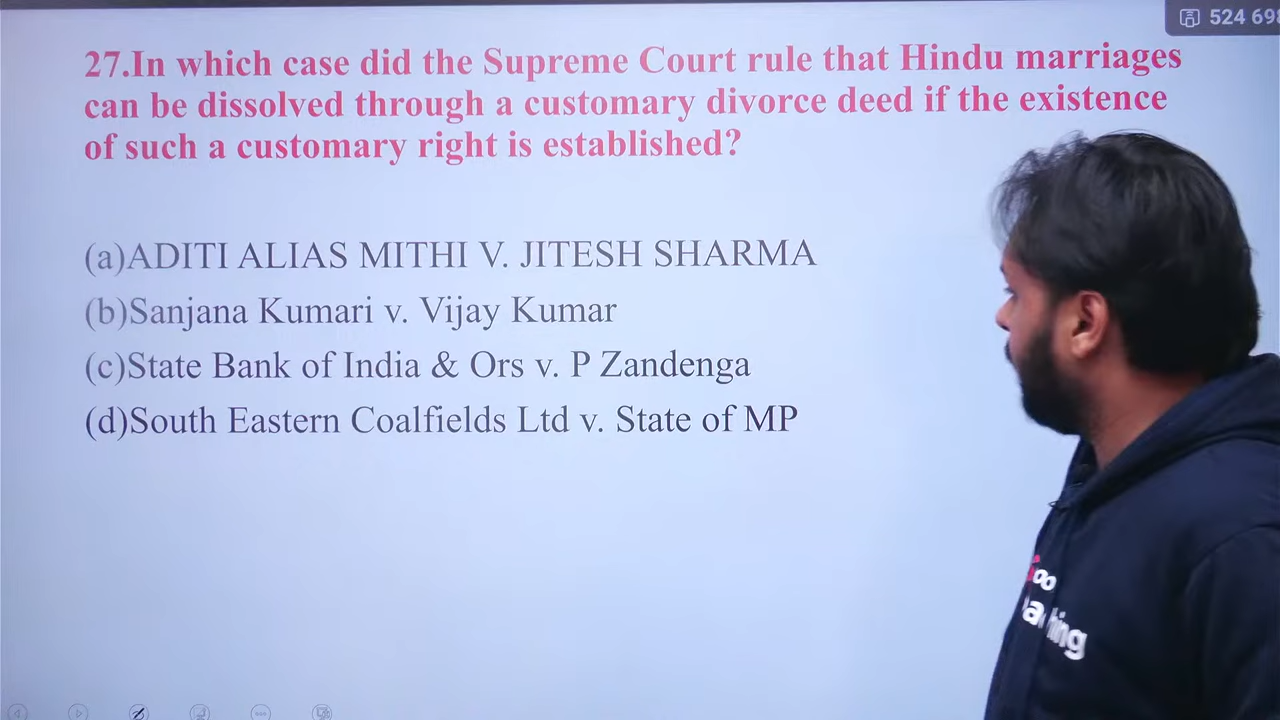 524 698
27.In which case did the Supreme Court rule that Hindu marriages
can be dissolved through a customary divorce deed if the existence
of such a customary right is established?
(a)ADITI ALIAS MITHI V. JITESH SHARMA
(b)Sanjana Kumari v. Vijay Kumar
(c)State Bank of India & Ors v. P Zandenga
(d)South Eastern Coalfields Ltd v. State of MP